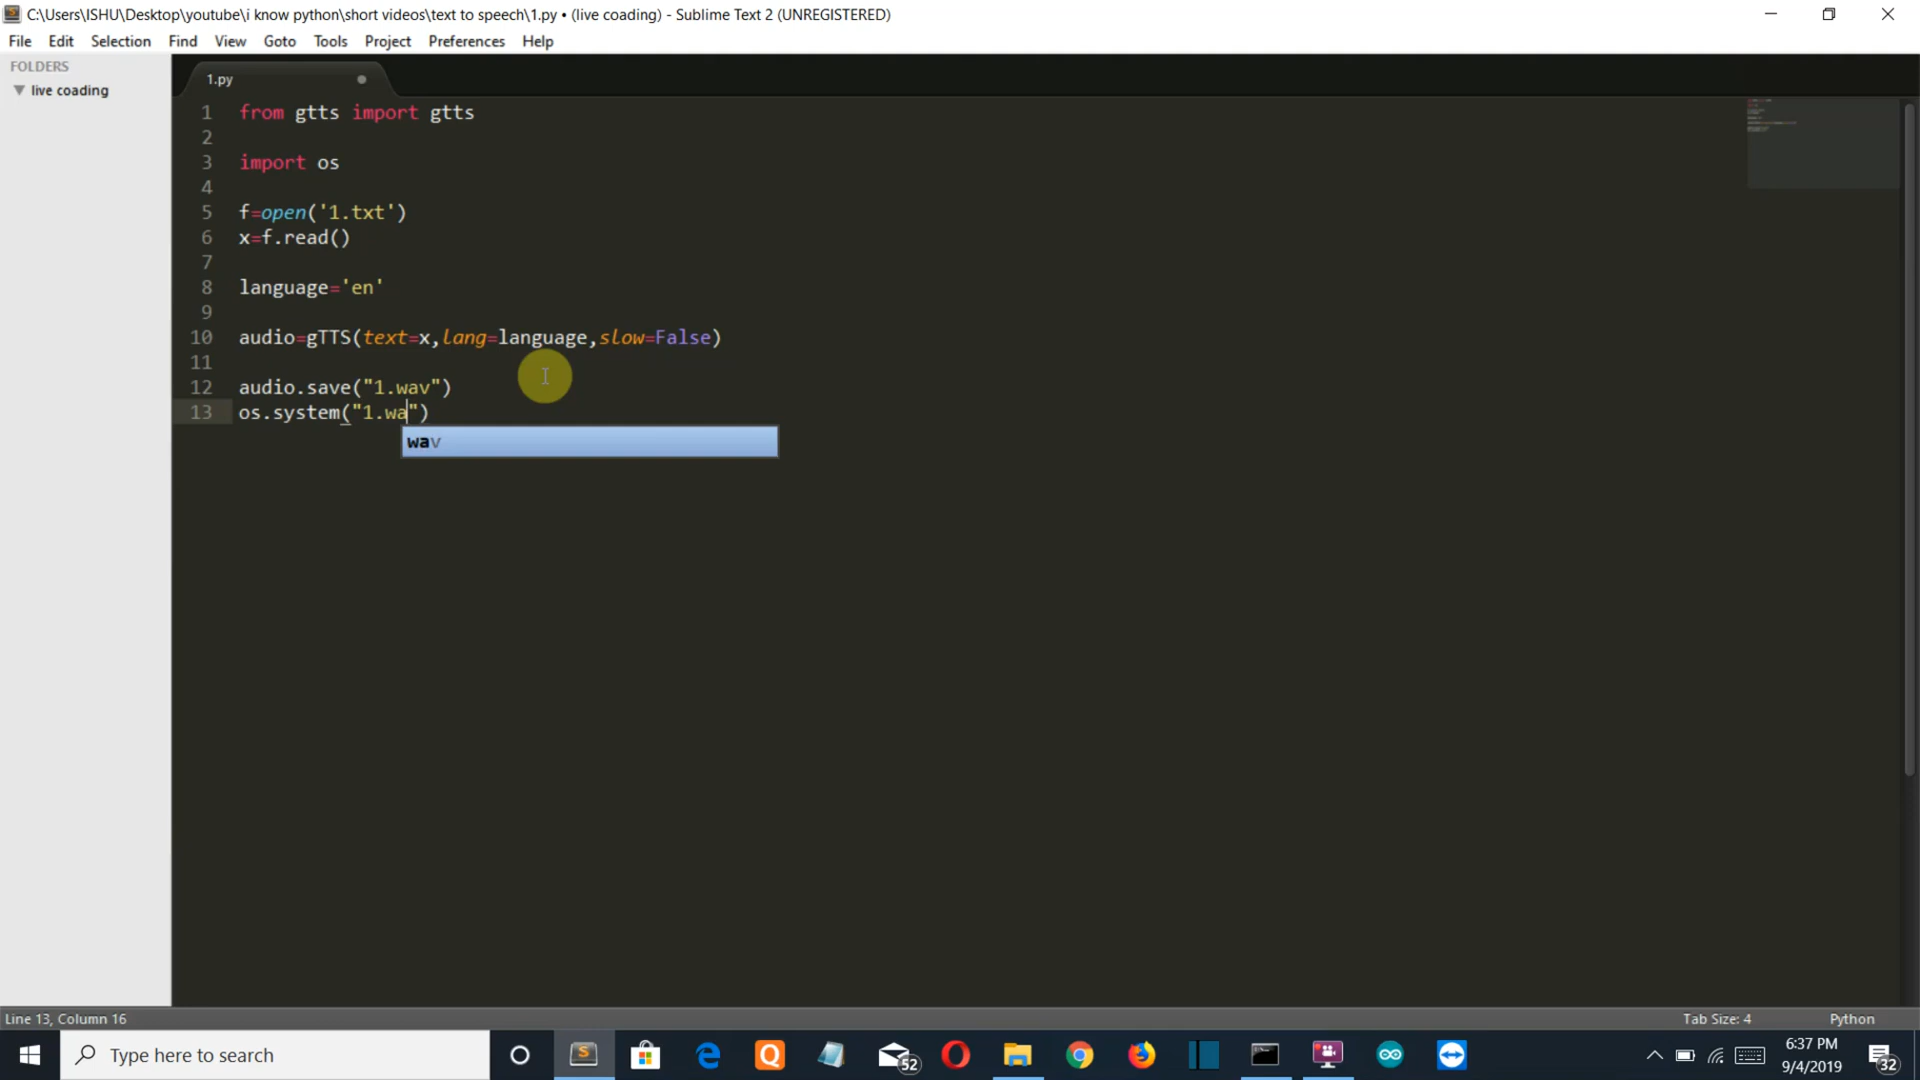 C:\Users\ISHU\Desktop\youtube\i know python\short videos\text to speech\1.py • (live coading) - Sublime Text 2 (UNREGISTERED)
File Edit Selection Find View Goto Tools Project Preferences Help
FOLDERS
live coading
1.py
1 from gtts import gtts
2
3 import os
4
5 f=open('1.txt')
6 x=f.read()
7
8 language='en'
9
10 audio=gTTS(text=x,lang=language,slow=False)
11
12 audio.save("1.wav")
13 os.system("1.wa")
wav
Line 13, Column 16
Tab Size: 4
Python
Type here to search
52
6:37 PM
9/4/2019
32